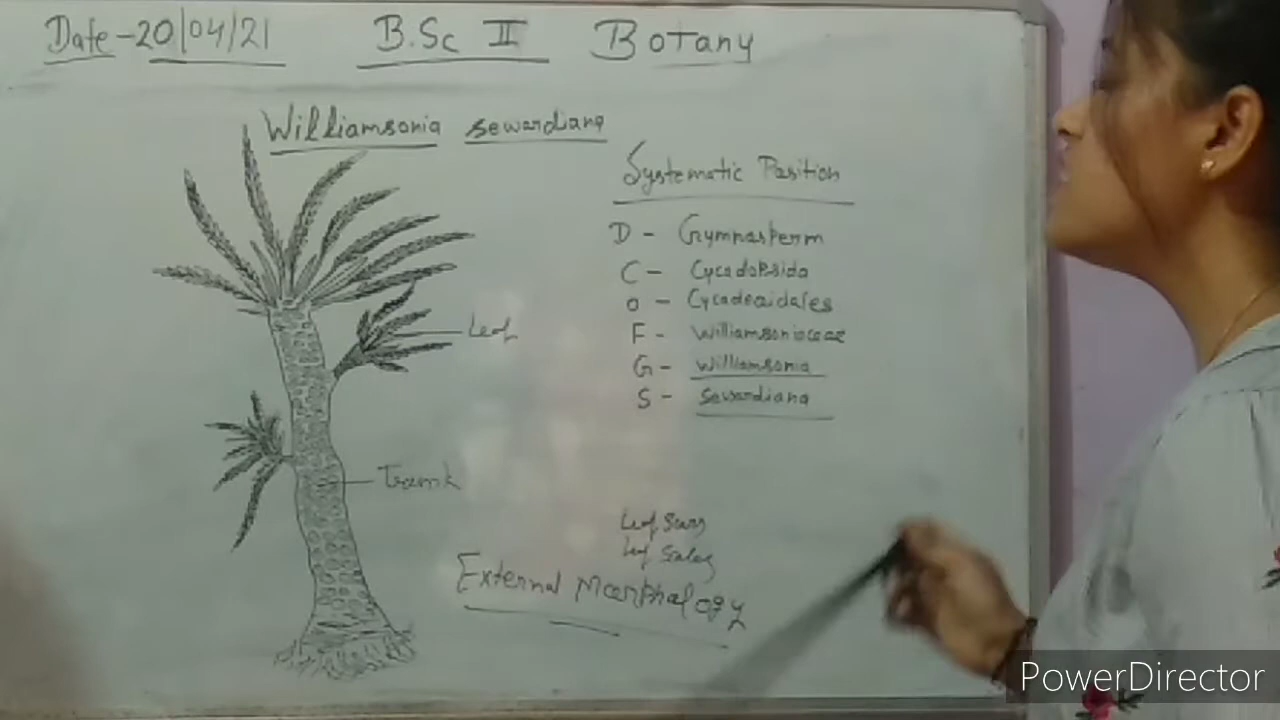 Date-20/04/21 B.Sc II Botany
Williamsonia sewardiana
Systematic Position
D - Gymnosperm
C - Cycadopsida
O - Cycadeoidales
F - Williamsoniaceae
G - Williamsonia
S - Sewardiana
Leaf
Trunk
Leaf Scars
leaf Scales
External Morphology
PowerDirector